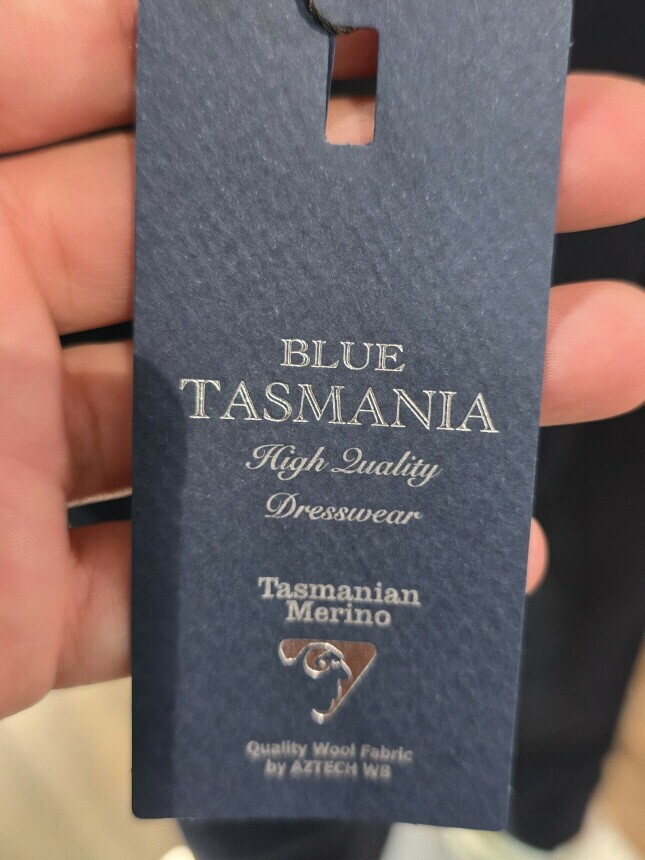 BLUE
TASMANIA
High Quality
Dresswear
Tasmanian
Merino
Quality Wool Fabric
by AZTECH WB